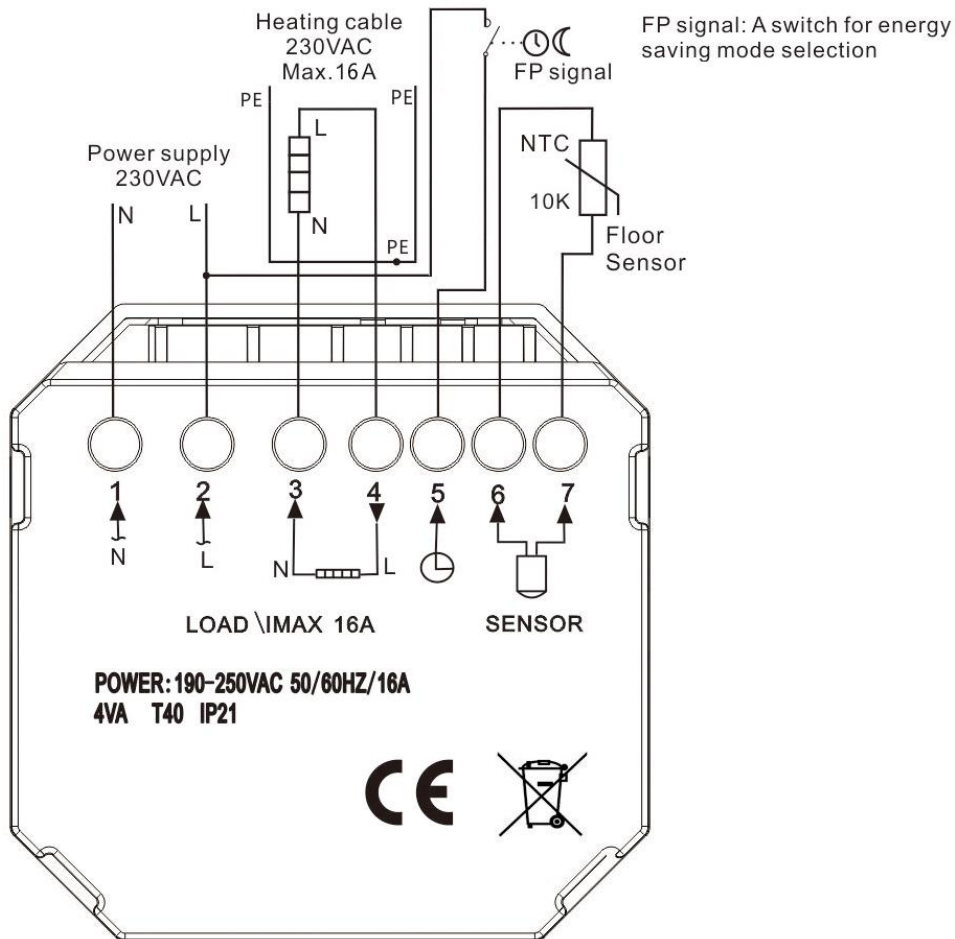 Heating cable
230VAC
Max.16A
FP signal: A switch for energy
saving mode selection
FP signal
PE
PE
L
NTC
Power supply
230VAC
10K
N
L
N
PE
Floor
Sensor
1
2
3
4
5
6
7
N
L
N
L
LOAD\IMAX 16A
SENSOR
POWER:190-250VAC 50/60HZ/16A
4VA T40 IP21
CE